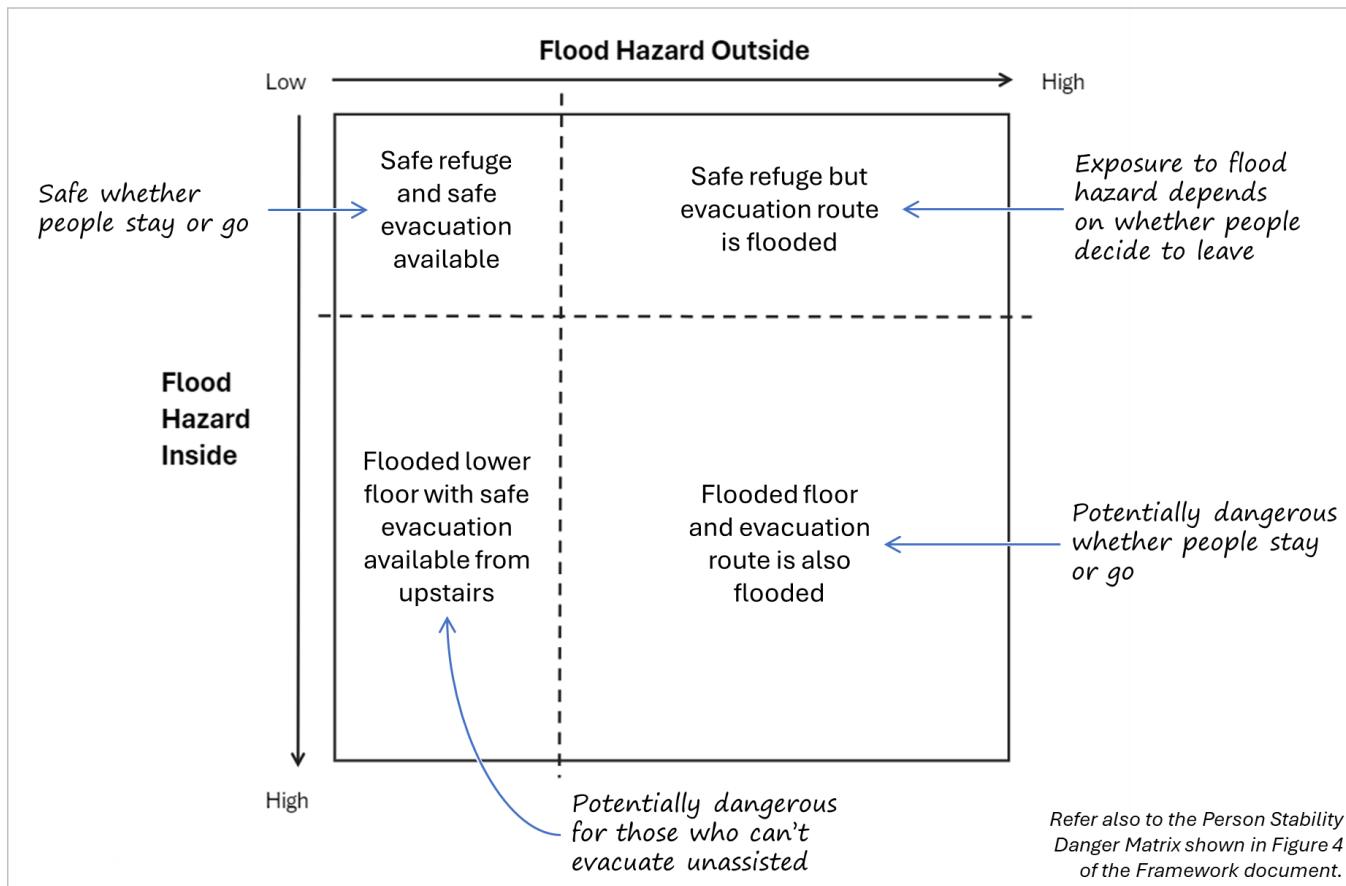 Flood Hazard Outside
Low
High
Safe whether
people stay or go
Safe refuge
and safe
evacuation
available
Safe refuge but
evacuation route
is flooded
Exposure to flood
hazard depends
on whether people
decide to leave
Flood
Hazard
Inside
Flooded lower
floor with safe
evacuation
available from
upstairs
Flooded floor
and evacuation
route is also
flooded
Potentially dangerous
whether people stay
or go
High
Potentially dangerous
for those who can't
evacuate unassisted
Refer also to the Person Stability
Danger Matrix shown in Figure 4
of the Framework document.